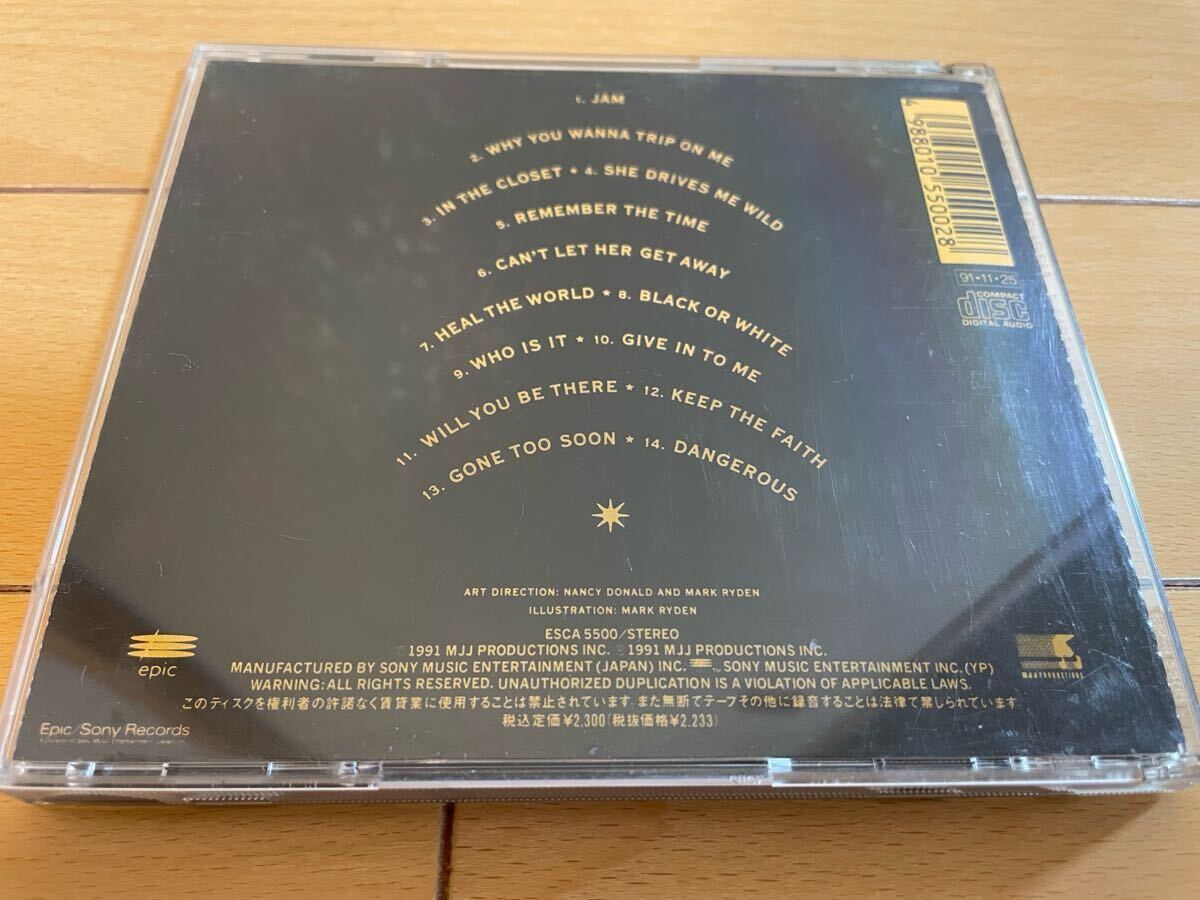 1. JAM
2. WHY YOU WANNA TRIP ON ME
3. IN THE CLOSET ★ 4. SHE DRIVES ME WILD
5. REMEMBER THE TIME
6. CAN'T LET HER GET AWAY
7. HEAL THE WORLD ★ 8. BLACK OR WHITE
9. WHO IS IT ★ 10. GIVE IN TO ME
11. WILL YOU BE THERE ★ 12. KEEP THE FAITH
13. GONE TOO SOON ★ 14. DANGEROUS
4 988010 550028
91·11·25
COMPACT
disc
DIGITAL AUDIO
ART DIRECTION: NANCY DONALD AND MARK RYDEN
ILLUSTRATION: MARK RYDEN
ESCA 5500/STEREO
1991 MJJ PRODUCTIONS INC. 1991 MJJ PRODUCTIONS INC.
MANUFACTURED BY SONY MUSIC ENTERTAINMENT (JAPAN) INC. ™ SONY MUSIC ENTERTAINMENT INC. (YP)
WARNING: ALL RIGHTS RESERVED. UNAUTHORIZED DUPLICATION IS A VIOLATION OF APPLICABLE LAWS.
このディスクを権利者の許諾なく賃貸業に使用することは禁止されています。また無断でテープその他に録音することは法律で禁じられています。
税込定価¥2,300(税抜価格¥2,233)
epic
MJJ PRODUCTIONS
Epic/Sony Records